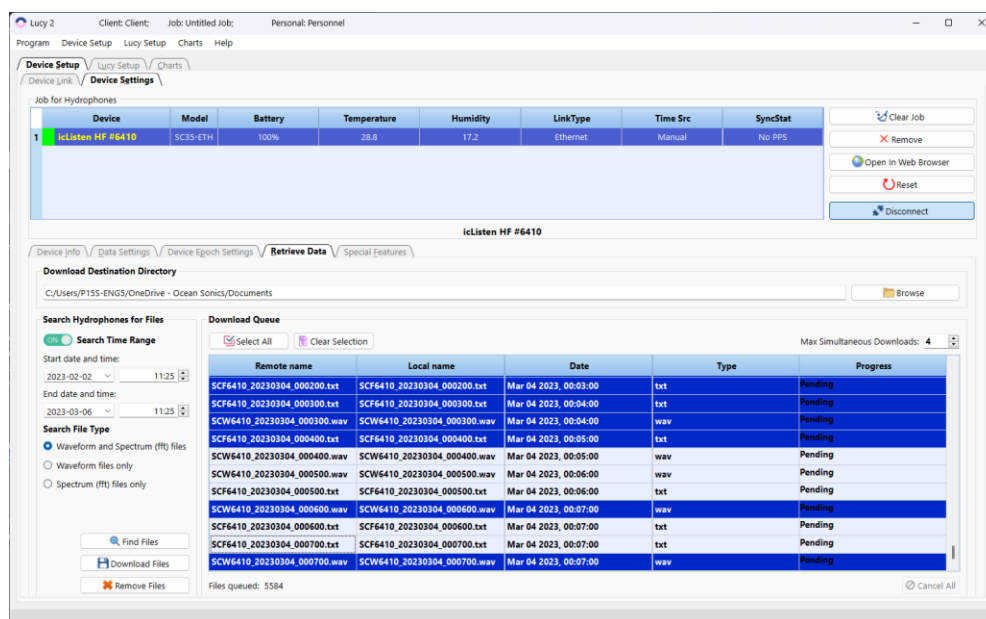 Lucy 2 Client: Client; Job: Untitled Job; Personal: Personnel
Program Device Setup Lucy Setup Charts Help
Device Setup Lucy Setup Charts
Device Link Device Settings
Job for Hydrophones
Device Model Battery Temperature Humidity LinkType Time Src SyncStat
1 icListen HF #6410 SC35-ETH 100% 28.8 17.2 Ethernet Manual No PPS
Clear Job
Remove
Open In Web Browser
Reset
Disconnect
icListen HF #6410
Device Info Data Settings Device Epoch Settings Retrieve Data Special Features
Download Destination Directory
C:/Users/P15S-ENG5/OneDrive - Ocean Sonics/Documents Browse
Search Hydrophones for Files
ON Search Time Range
Start date and time:
2023-02-02 11:25
End date and time:
2023-03-06 11:25
Search File Type
Waveform and Spectrum (fft) files
Waveform files only
Spectrum (fft) files only
Find Files
Download Files
Remove Files
Download Queue
Select All Clear Selection Max Simultaneous Downloads: 4
Remote name Local name Date Type Progress
SCF6410_20230304_000200.txt SCF6410_20230304_000200.txt Mar 04 2023, 00:03:00 txt Pending
SCF6410_20230304_000300.txt SCF6410_20230304_000300.txt Mar 04 2023, 00:04:00 txt Pending
SCW6410_20230304_000300.wav SCW6410_20230304_000300.wav Mar 04 2023, 00:04:00 wav Pending
SCF6410_20230304_000400.txt SCF6410_20230304_000400.txt Mar 04 2023, 00:05:00 txt Pending
SCW6410_20230304_000400.wav SCW6410_20230304_000400.wav Mar 04 2023, 00:05:00 wav Pending
SCW6410_20230304_000500.wav SCW6410_20230304_000500.wav Mar 04 2023, 00:06:00 wav Pending
SCF6410_20230304_000500.txt SCF6410_20230304_000500.txt Mar 04 2023, 00:06:00 txt Pending
SCW6410_20230304_000600.wav SCW6410_20230304_000600.wav Mar 04 2023, 00:07:00 wav Pending
SCF6410_20230304_000600.txt SCF6410_20230304_000600.txt Mar 04 2023, 00:07:00 txt Pending
SCF6410_20230304_000700.txt SCF6410_20230304_000700.txt Mar 04 2023, 00:07:00 txt Pending
SCW6410_20230304_000700.wav SCW6410_20230304_000700.wav Mar 04 2023, 00:07:00 wav Pending
Files queued: 5584 Cancel All